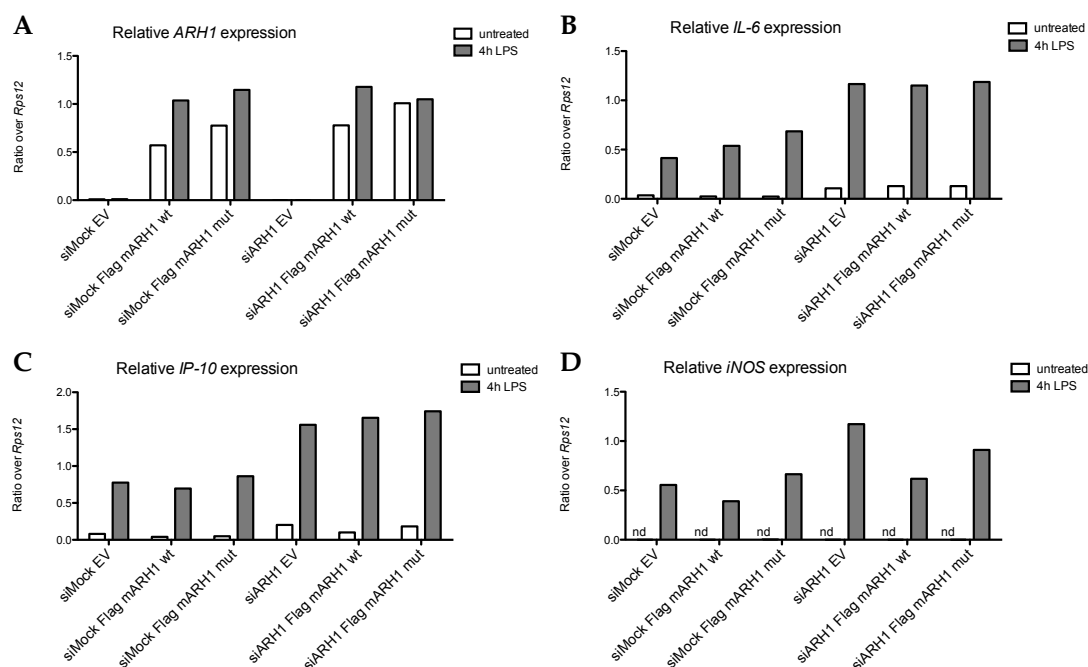 A
Relative ARH1 expression
untreated
4h LPS
Ratio over Rps12
1.5
1.0
0.5
0.0
siMock EV
siMock Flag mARH1 wt
siMock Flag mARH1 mut
siARH1 EV
siARH1 Flag mARH1 wt
siARH1 Flag mARH1 mut
B
Relative IL-6 expression
untreated
4h LPS
Ratio over Rps12
1.5
1.0
0.5
0.0
siMock EV
siMock Flag mARH1 wt
siMock Flag mARH1 mut
siARH1 EV
siARH1 Flag mARH1 wt
siARH1 Flag mARH1 mut
C
Relative IP-10 expression
untreated
4h LPS
Ratio over Rps12
2.0
1.5
1.0
0.5
0.0
siMock EV
siMock Flag mARH1 wt
siMock Flag mARH1 mut
siARH1 EV
siARH1 Flag mARH1 wt
siARH1 Flag mARH1 mut
D
Relative iNOS expression
untreated
4h LPS
Ratio over Rps12
1.5
1.0
0.5
0.0
nd nd nd nd nd nd
siMock EV
siMock Flag mARH1 wt
siMock Flag mARH1 mut
siARH1 EV
siARH1 Flag mARH1 wt
siARH1 Flag mARH1 mut